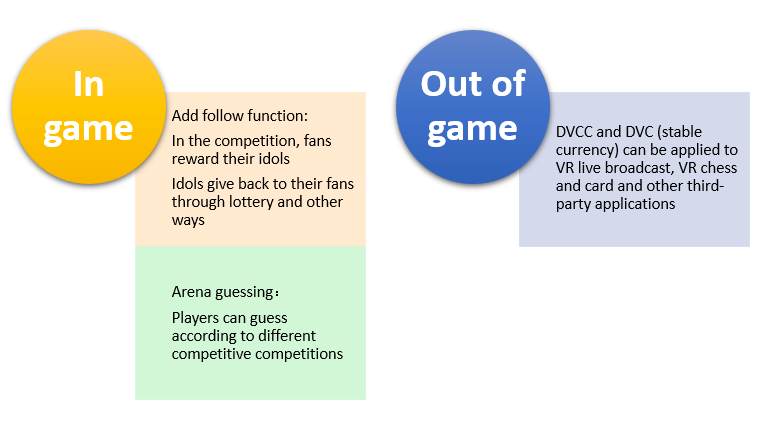 In
game
Add follow function:
In the competition, fans
reward their idols
Idols give back to their fans
through lottery and other
ways
Arena guessing：
Players can guess
according to different
competitive competitions
Out of
game
DVCC and DVC (stable
currency) can be applied to
VR live broadcast, VR chess
and card and other third-
party applications